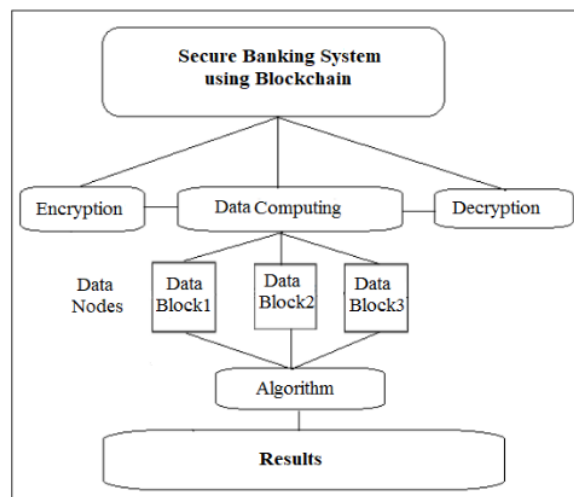 Secure Banking System
using Blockchain
Encryption
Data Computing
Decryption
Data
Nodes
Data
Block1
Data
Block2
Data
Block3
Algorithm
Results